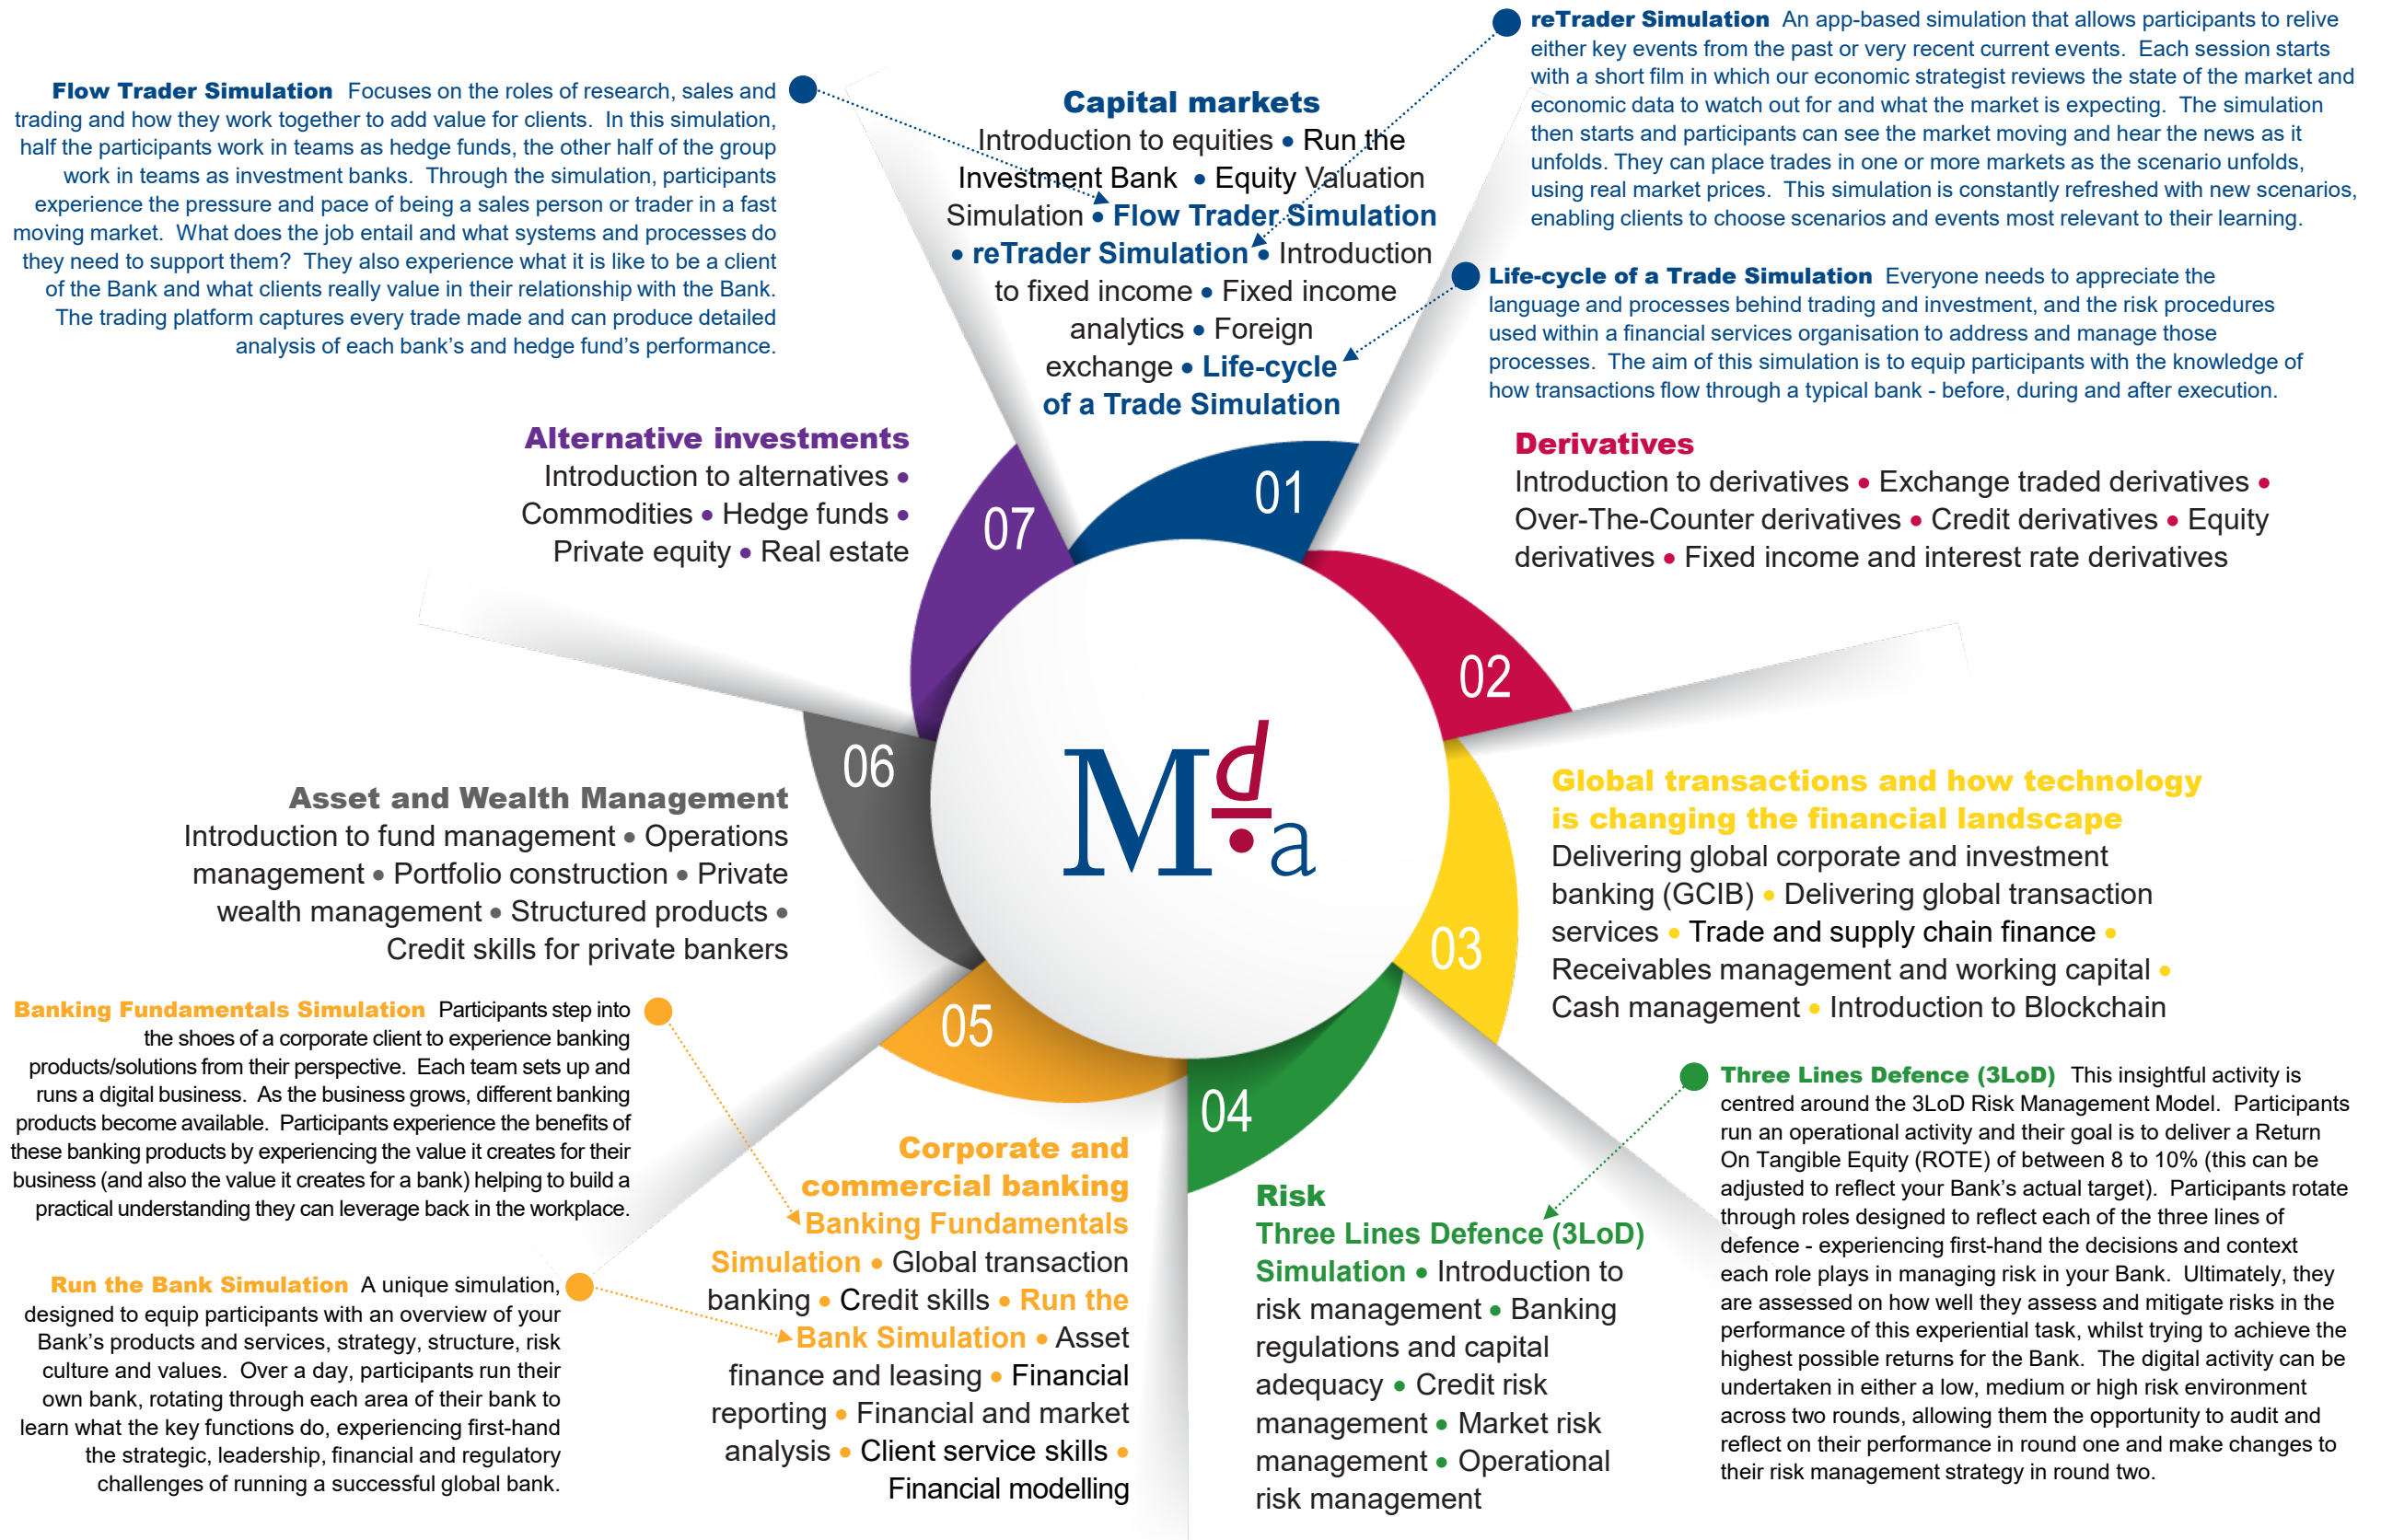 Flow Trader Simulation Focuses on the roles of research, sales and
trading and how they work together to add value for clients. In this simulation,
half the participants work in teams as hedge funds, the other half of the group
work in teams as investment banks. Through the simulation, participants
experience the pressure and pace of being a sales person or trader in a fast
moving market. What does the job entail and what systems and processes do
they need to support them? They also experience what it is like to be a client
of the Bank and what clients really value in their relationship with the Bank.
The trading platform captures every trade made and can produce detailed
analysis of each bank's and hedge fund's performance.
Capital markets
Introduction to equities • Run the
Investment Bank • Equity Valuation
Simulation • Flow Trader Simulation
• reTrader Simulation • Introduction
to fixed income • Fixed income
analytics • Foreign
exchange • Life-cycle
of a Trade Simulation
reTrader Simulation An app-based simulation that allows participants to relive
either key events from the past or very recent current events. Each session starts
with a short film in which our economic strategist reviews the state of the market and
economic data to watch out for and what the market is expecting. The simulation
then starts and participants can see the market moving and hear the news as it
unfolds. They can place trades in one or more markets as the scenario unfolds,
using real market prices. This simulation is constantly refreshed with new scenarios,
enabling clients to choose scenarios and events most relevant to their learning.
Life-cycle of a Trade Simulation Everyone needs to appreciate the
language and processes behind trading and investment, and the risk procedures
used within a financial services organisation to address and manage those
processes. The aim of this simulation is to equip participants with the knowledge of
how transactions flow through a typical bank - before, during and after execution.
Alternative investments
Introduction to alternatives •
Commodities • Hedge funds •
Private equity • Real estate
07
01
Derivatives
Introduction to derivatives • Exchange traded derivatives •
Over-The-Counter derivatives • Credit derivatives • Equity
derivatives • Fixed income and interest rate derivatives
02
06
Mda
Asset and Wealth Management
Introduction to fund management • Operations
management • Portfolio construction • Private
wealth management • Structured products •
Credit skills for private bankers
Global transactions and how technology
is changing the financial landscape
Delivering global corporate and investment
banking (GCIB) • Delivering global transaction
services • Trade and supply chain finance •
Receivables management and working capital •
Cash management • Introduction to Blockchain
03
05
04
Banking Fundamentals Simulation Participants step into
the shoes of a corporate client to experience banking
products/solutions from their perspective. Each team sets up and
runs a digital business. As the business grows, different banking
products become available. Participants experience the benefits of
these banking products by experiencing the value it creates for their
business (and also the value it creates for a bank) helping to build a
practical understanding they can leverage back in the workplace.
Run the Bank Simulation A unique simulation,
designed to equip participants with an overview of your
Bank's products and services, strategy, structure, risk
culture and values. Over a day, participants run their
own bank, rotating through each area of their bank to
learn what the key functions do, experiencing first-hand
the strategic, leadership, financial and regulatory
challenges of running a successful global bank.
Corporate and
commercial banking
Banking Fundamentals
Simulation • Global transaction
banking • Credit skills • Run the
Bank Simulation • Asset
finance and leasing • Financial
reporting • Financial and market
analysis • Client service skills •
Financial modelling
Risk
Three Lines Defence (3LoD)
Simulation • Introduction to
risk management • Banking
regulations and capital
adequacy • Credit risk
management • Market risk
management • Operational
risk management
Three Lines Defence (3LoD) This insightful activity is
centred around the 3LoD Risk Management Model. Participants
run an operational activity and their goal is to deliver a Return
On Tangible Equity (ROTE) of between 8 to 10% (this can be
adjusted to reflect your Bank's actual target). Participants rotate
through roles designed to reflect each of the three lines of
defence - experiencing first-hand the decisions and context
each role plays in managing risk in your Bank. Ultimately, they
are assessed on how well they assess and mitigate risks in the
performance of this experiential task, whilst trying to achieve the
highest possible returns for the Bank. The digital activity can be
undertaken in either a low, medium or high risk environment
across two rounds, allowing them the opportunity to audit and
reflect on their performance in round one and make changes to
their risk management strategy in round two.